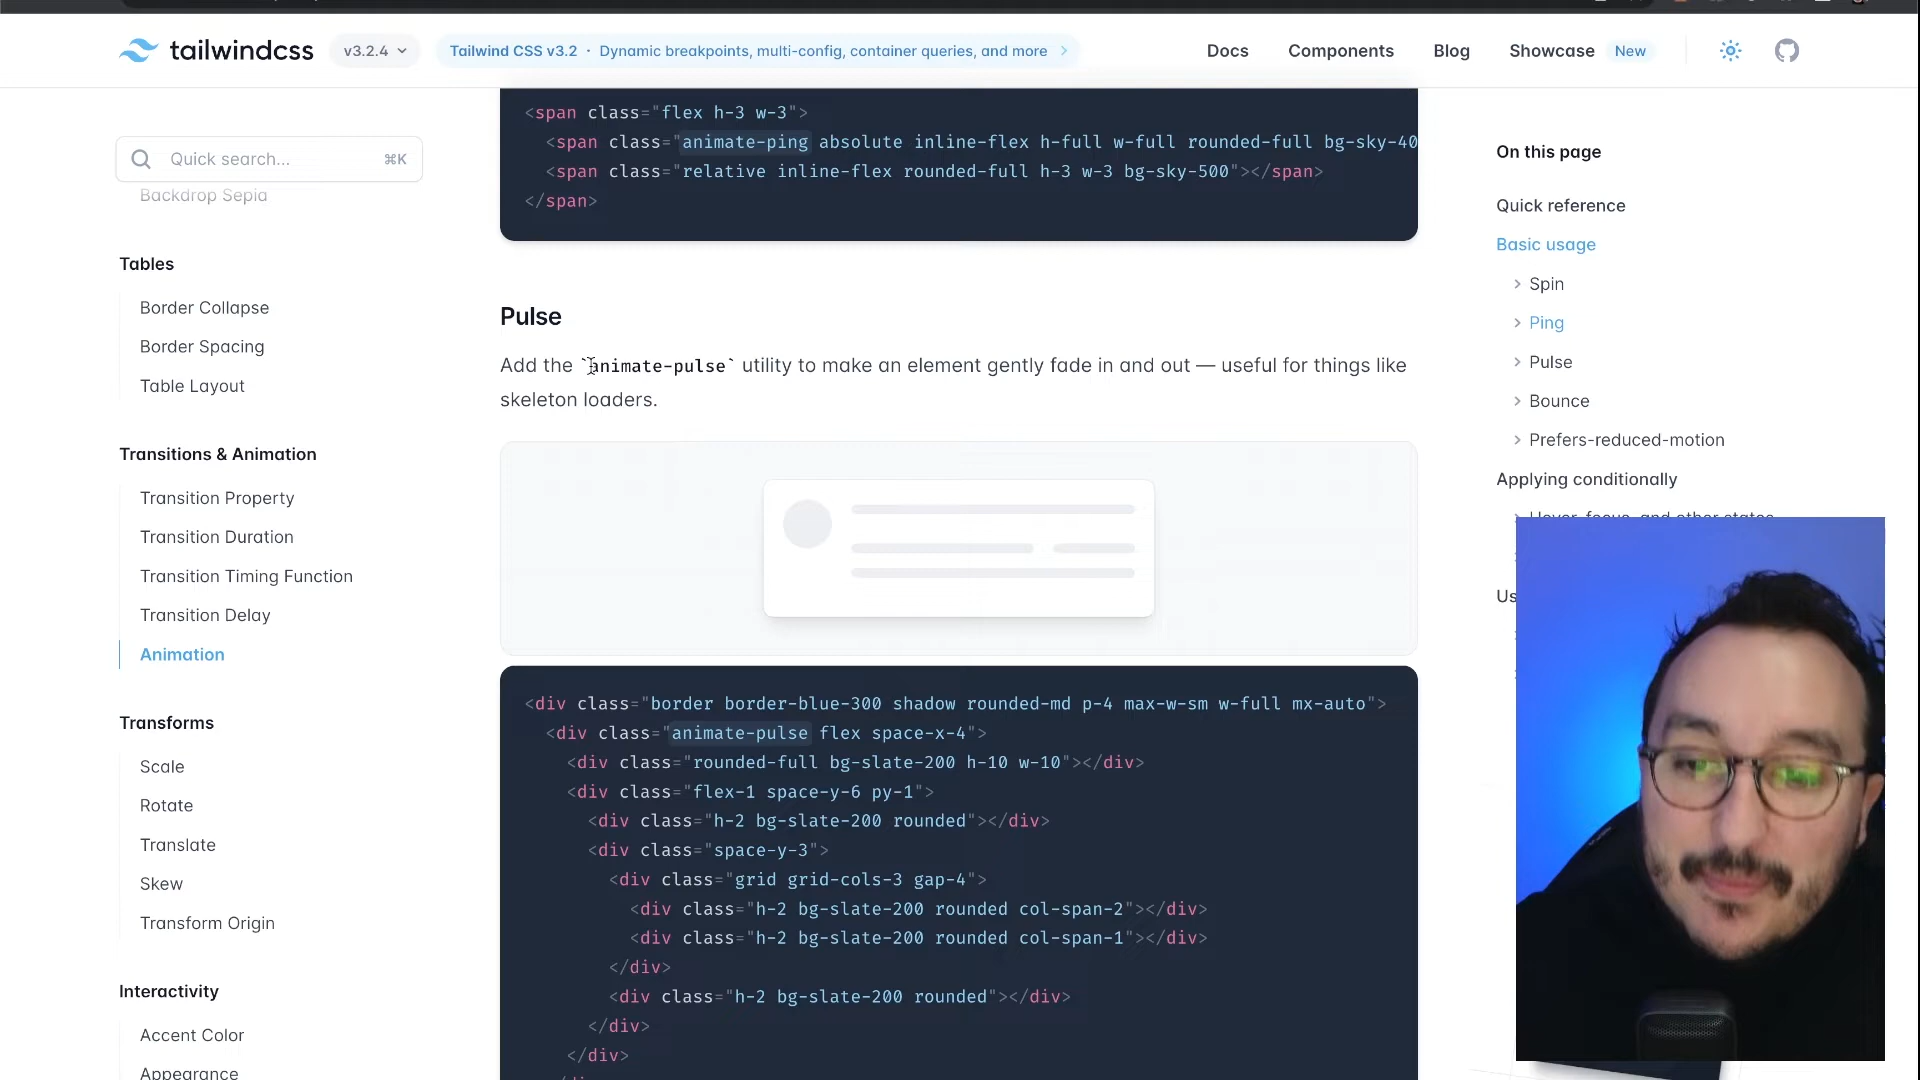 tailwindcss
v3.2.4
Tailwind CSS v3.2 · Dynamic breakpoints, multi-config, container queries, and more
Docs
Components
Blog
Showcase
New
Quick search...
⌘K
Backdrop Sepia
Tables
Border Collapse
Border Spacing
Table Layout
Transitions & Animation
Transition Property
Transition Duration
Transition Timing Function
Transition Delay
Animation
Transforms
Scale
Rotate
Translate
Skew
Transform Origin
Interactivity
Accent Color
Appearance
<span class="flex h-3 w-3">
<span class="animate-ping absolute inline-flex h-full w-full rounded-full bg-sky-40
<span class="relative inline-flex rounded-full h-3 w-3 bg-sky-500"></span>
</span>
Pulse
Add the `animate-pulse` utility to make an element gently fade in and out — useful for things like
skeleton loaders.
<div class="border border-blue-300 shadow rounded-md p-4 max-w-sm w-full mx-auto">
<div class="animate-pulse flex space-x-4">
<div class="rounded-full bg-slate-200 h-10 w-10"></div>
<div class="flex-1 space-y-6 py-1">
<div class="h-2 bg-slate-200 rounded"></div>
<div class="space-y-3">
<div class="grid grid-cols-3 gap-4">
<div class="h-2 bg-slate-200 rounded col-span-2"></div>
<div class="h-2 bg-slate-200 rounded col-span-1"></div>
</div>
<div class="h-2 bg-slate-200 rounded"></div>
</div>
</div>
On this page
Quick reference
Basic usage
Spin
Ping
Pulse
Bounce
Prefers-reduced-motion
Applying conditionally
Hover, focus, and other states
Us